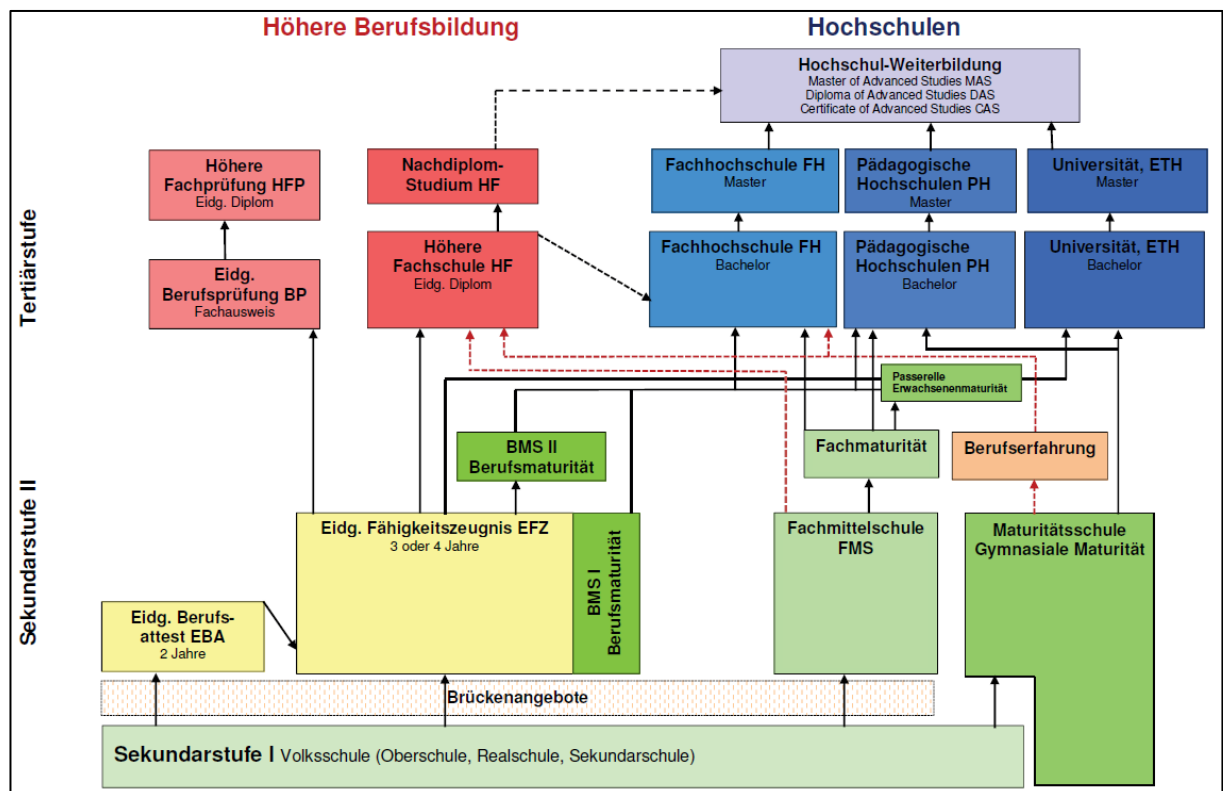 Höhere Berufsbildung
Hochschulen
Hochschul-Weiterbildung
Master of Advanced Studies MAS
Diploma of Advanced Studies DAS
Certificate of Advanced Studies CAS
Tertiärstufe
Höhere
Fachprüfung HFP
Eidg. Diplom
Nachdiplom-
Studium HF
Fachhochschule FH
Master
Pädagogische
Hochschulen PH
Master
Universität, ETH
Master
Eidg.
Berufsprüfung BP
Fachausweis
Höhere
Fachschule HF
Eidg. Diplom
Fachhochschule FH
Bachelor
Pädagogische
Hochschulen PH
Bachelor
Universität, ETH
Bachelor
Passerelle
Erwachsenenmaturität
Sekundarstufe II
BMS II
Berufsmaturität
Fachmaturität
Berufserfahrung
Eidg. Fähigkeitszeugnis EFZ
3 oder 4 Jahre
BMS I
Berufsmaturität
Fachmittelschule
FMS
Maturitätsschule
Gymnasiale Maturität
Eidg. Berufs-
attest EBA
2 Jahre
Brückenangebote
Sekundarstufe I Volksschule (Oberschule, Realschule, Sekundarschule)